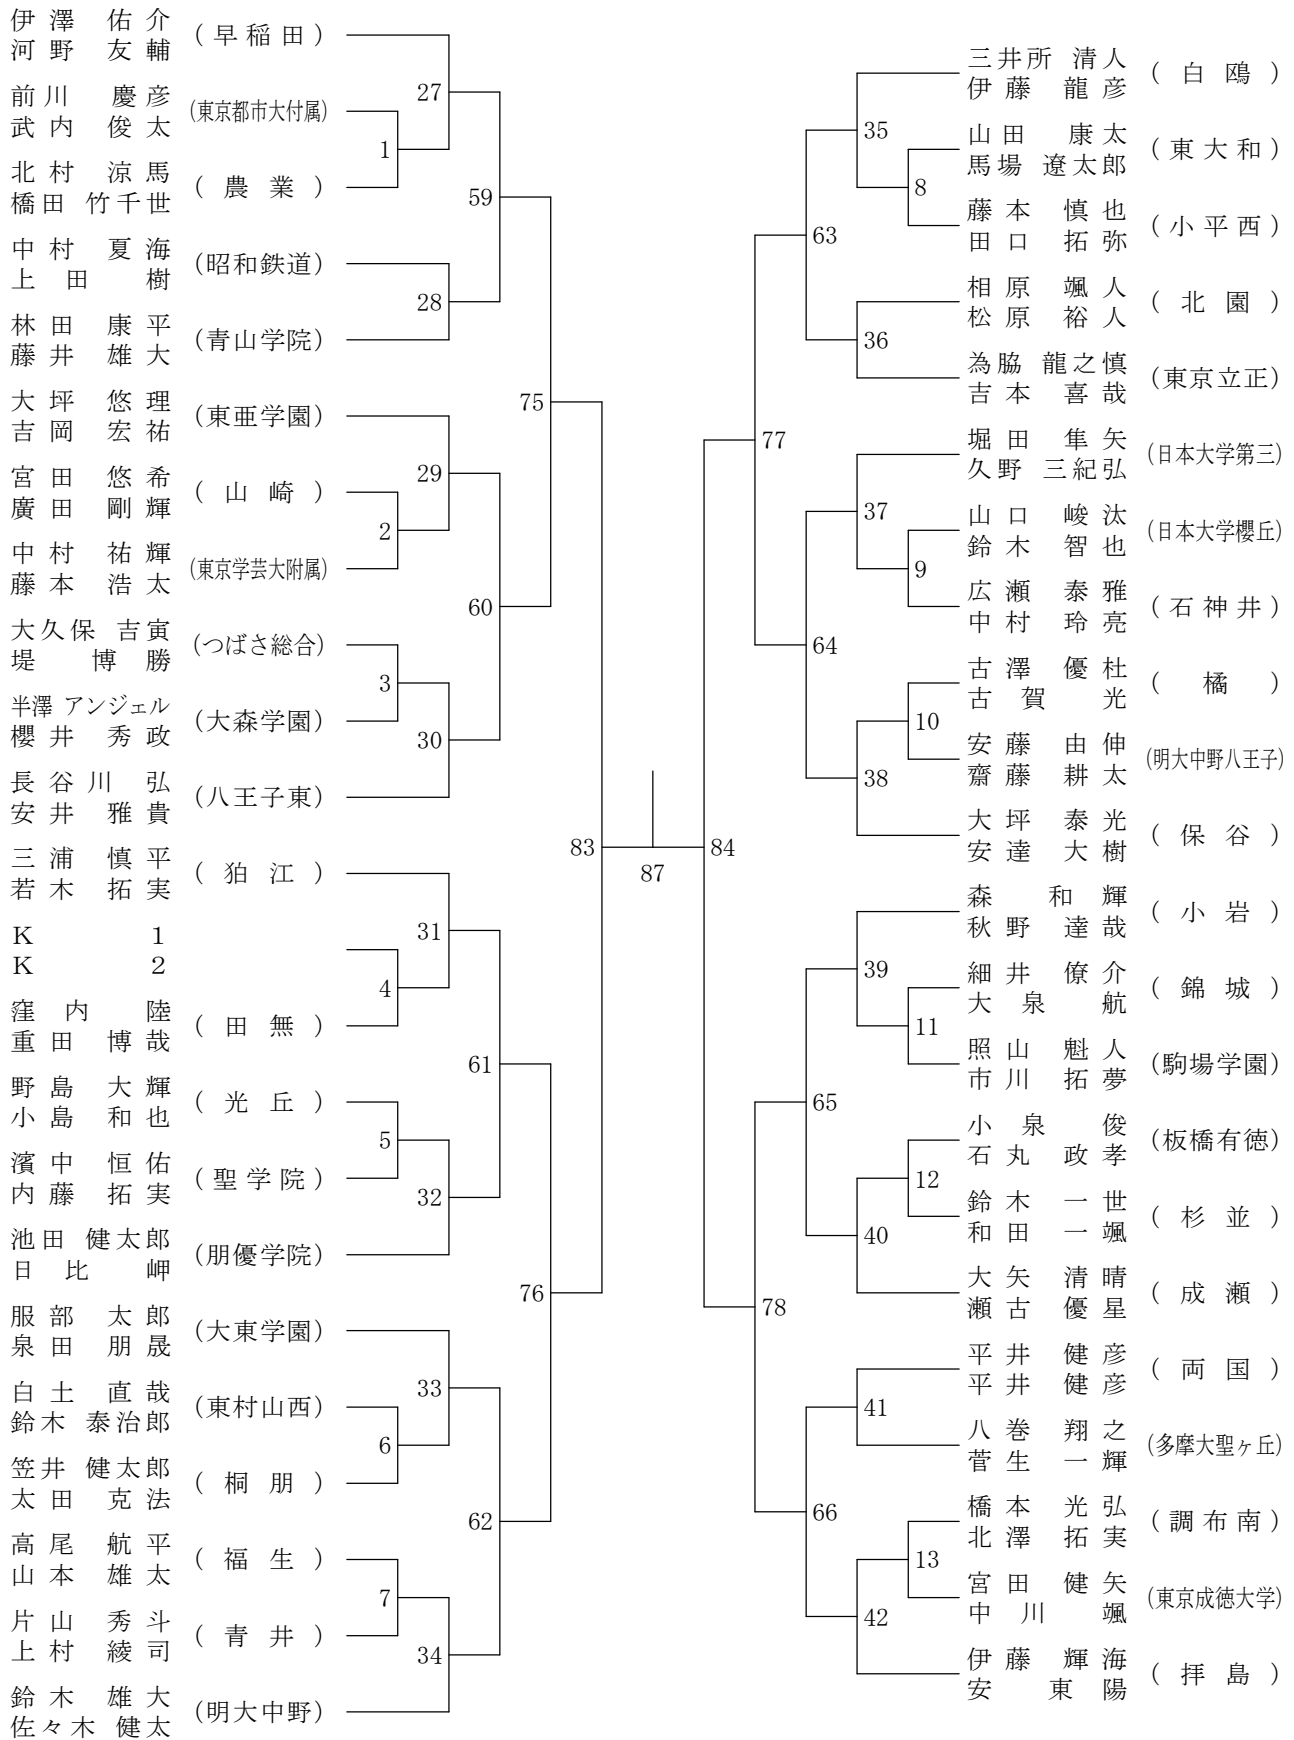 伊澤 佑介
河野 友輔
(早稲田)
前川 慶彦
武内 俊太
(東京都市大付属)
北村 涼馬
橋田 竹千世
(農業)
中村 夏海
上田 樹
(昭和鉄道)
林田 康平
藤井 雄大
(青山学院)
大坪 悠理
吉岡 宏祐
(東亜学園)
宮田 悠希
廣田 剛輝
(山崎)
中村 祐輝
藤本 浩太
(東京学芸大附属)
大久保 吉寅
堤 博勝
(つばさ総合)
半澤 アンジェル
櫻井 秀政
(大森学園)
長谷川 弘
安井 雅貴
(八王子東)
三浦 慎平
若木 拓実
(狛江)
K 1
K 2
窪内 陸
重田 博哉
(田無)
野島 大輝
小島 和也
(光丘)
濱中 恒佑
内藤 拓実
(聖学院)
池田 健太郎
日比 岬
(朋優学院)
服部 太郎
泉田 朋晟
(大東学園)
白土 直哉
鈴木 泰治郎
(東村山西)
笠井 健太郎
太田 克法
(桐朋)
高尾 航平
山本 雄太
(福生)
片山 秀斗
上村 綾司
(青井)
鈴木 雄大
佐々木 健太
(明大中野)
1
2
3
4
5
6
7
27
28
29
30
31
32
33
34
59
60
61
62
75
76
83
87
84
77
78
63
64
65
66
35
36
37
38
39
40
41
42
8
9
10
11
12
13
三井所 清人
伊藤 龍彦
(白鴎)
山田 康太
馬場 遼太郎
(東大和)
藤本 慎也
田口 拓弥
(小平西)
相原 颯人
松原 裕人
(北園)
為脇 龍之慎
吉本 喜哉
(東京立正)
堀田 隼矢
久野 三紀弘
(日本大学第三)
山口 峻汰
鈴木 智也
(日本大学櫻丘)
広瀬 泰雅
中村 玲亮
(石神井)
古澤 優杜
古賀 光
(橘)
安藤 由伸
齋藤 耕太
(明大中野八王子)
大坪 泰光
安達 大樹
(保谷)
森 和輝
秋野 達哉
(小岩)
細井 僚介
大泉 航
(錦城)
照山 魁人
市川 拓夢
(駒場学園)
小泉 俊
石丸 政孝
(板橋有徳)
鈴木 一世
和田 一颯
(杉並)
大矢 清晴
瀬古 優星
(成瀬)
平井 健彦
平井 健彦
(両国)
八巻 翔之
菅生 一輝
(多摩大聖ヶ丘)
橋本 光弘
北澤 拓実
(調布南)
宮田 健矢
中川 颯
(東京成徳大学)
伊藤 輝海
安東 陽
(拝島)